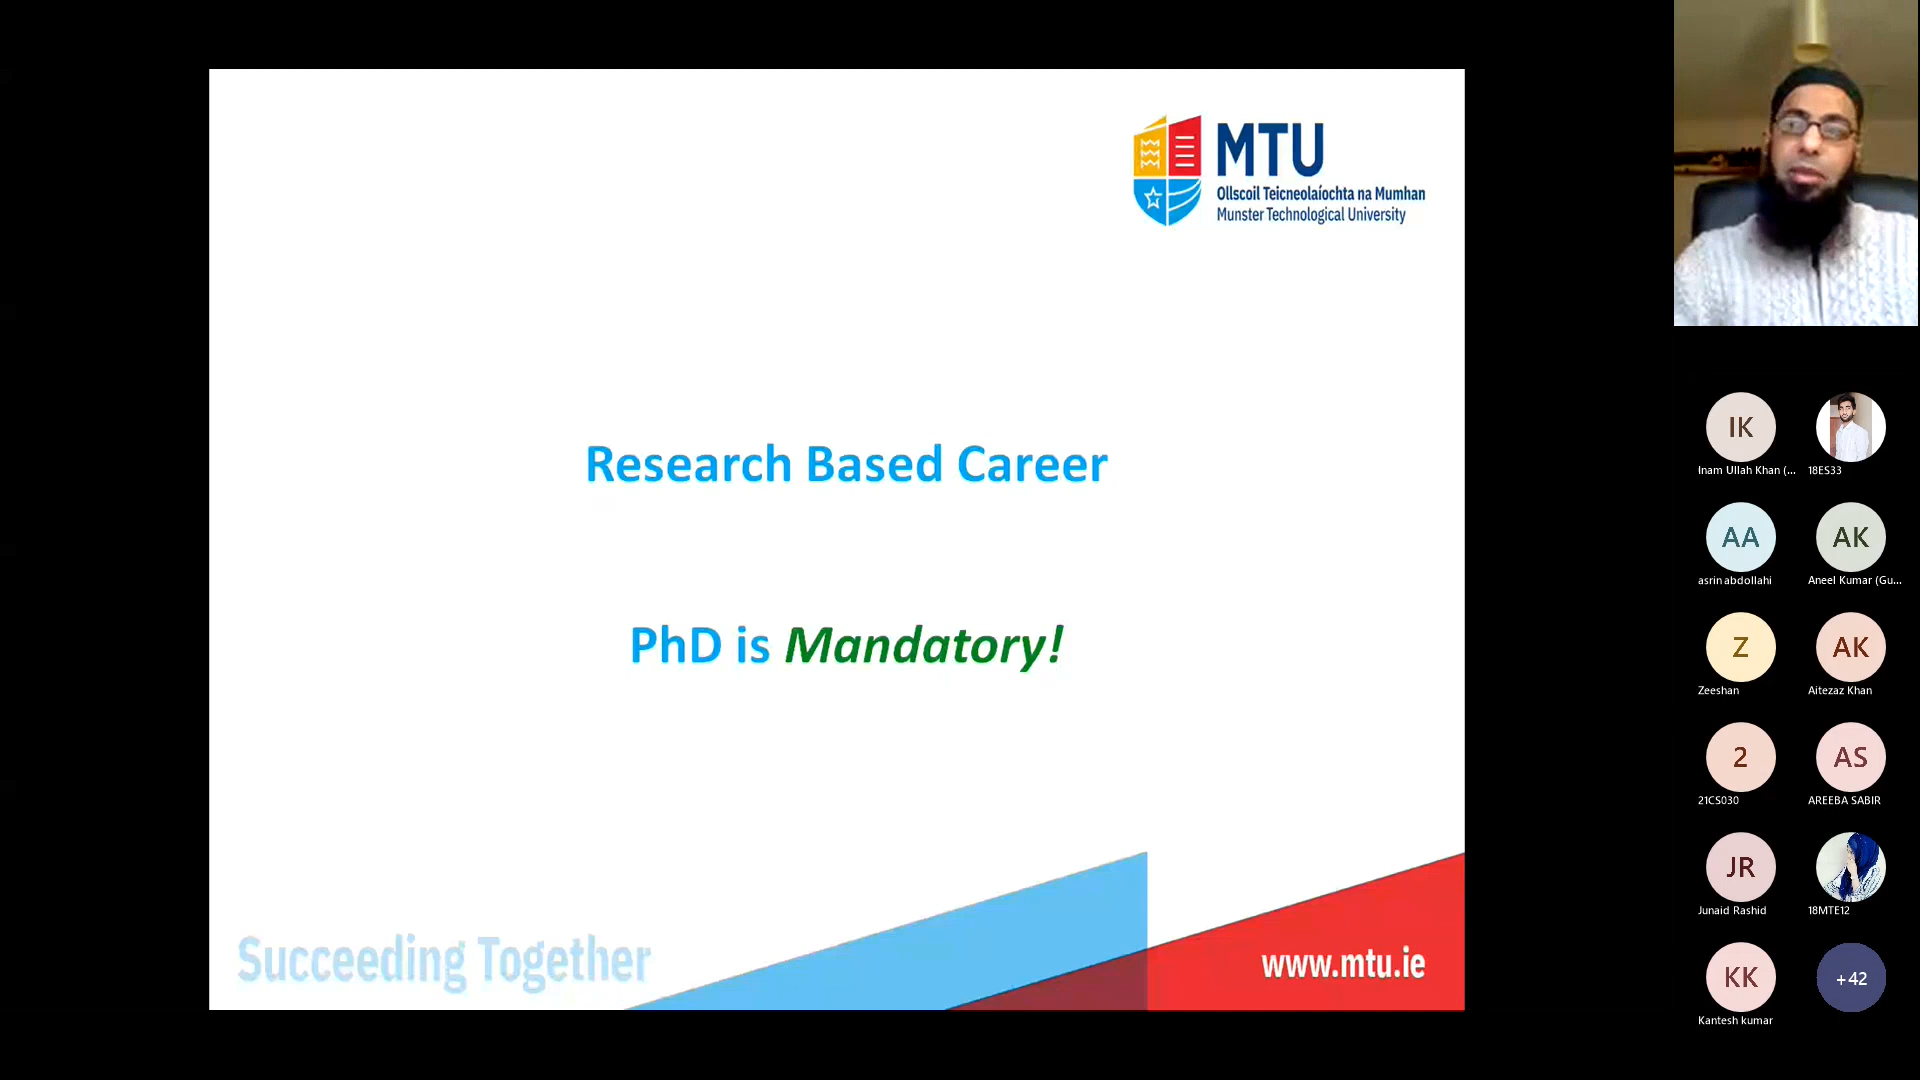 MTU
Ollscoil Teicneolaíochta na Mumhan
Munster Technological University
Research Based Career
PhD is Mandatory!
Succeeding Together
www.mtu.ie
IK
Inam Ullah Khan (...
18ES33
AA
asrin abdollahi
AK
Aneel Kumar (Gu...
Z
Zeeshan
AK
Aitezaz Khan
2
21CS030
AS
AREEBA SABIR
JR
Junaid Rashid
18MTE12
KK
Kantesh kumar
+42